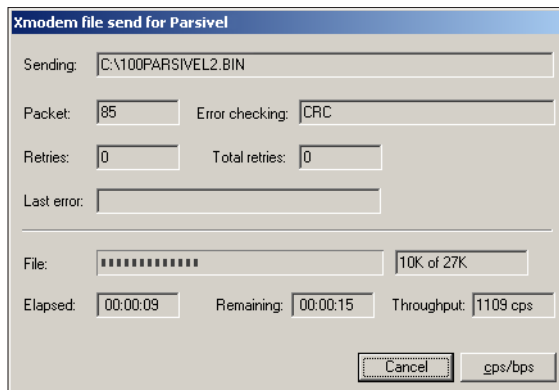 Xmodem file send for Parsivel
Sending: C:\100PARSIVEL2.BIN
Packet: 85 Error checking: CRC
Retries: 0 Total retries: 0
Last error:
File: 10K of 27K
Elapsed: 00:00:09 Remaining: 00:00:15 Throughput: 1109 cps
Cancel cps/bps